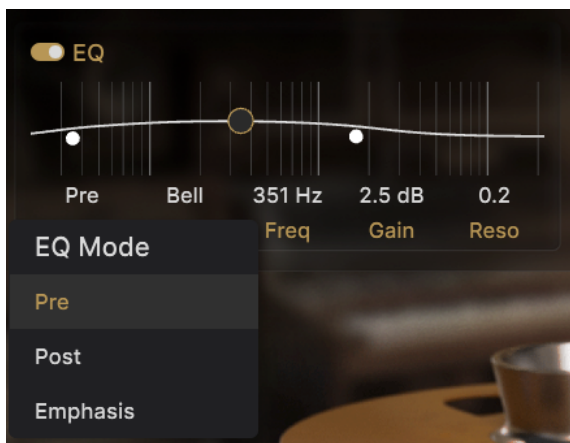 EQ
Pre Bell 351 Hz 2.5 dB 0.2
Freq Gain Reso
EQ Mode
Pre
Post
Emphasis